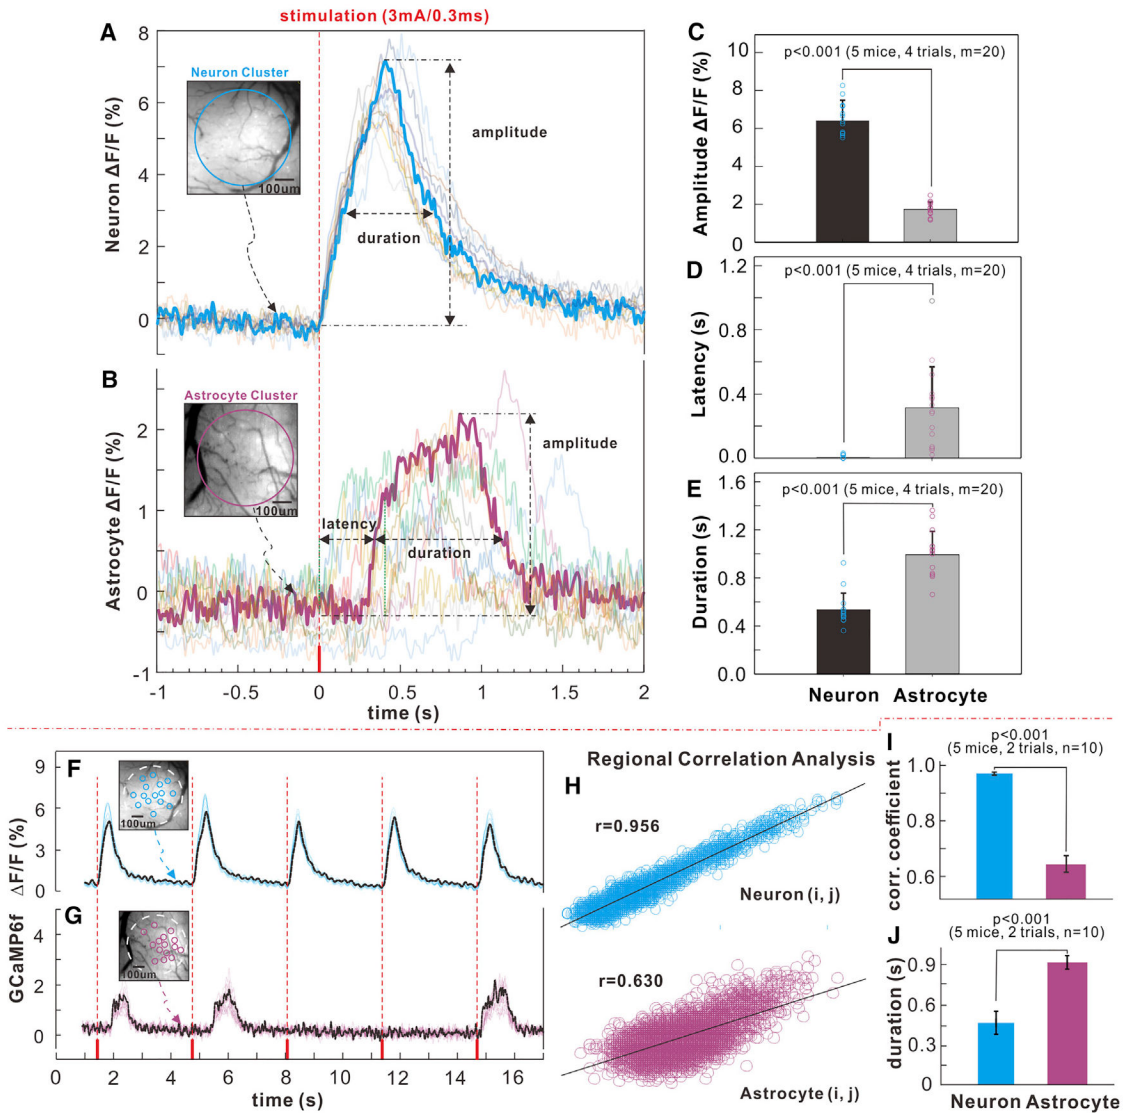 stimulation (3mA/0.3ms)
A
8
6
4
2
0
Neuron ΔF/F (%)
Neuron Cluster
100um
amplitude
duration
B
2
1
0
-1
Astrocyte ΔF/F (%)
Astrocyte Cluster
100um
amplitude
latency
duration
-1
-0.5
0
0.5
1
1.5
2
time (s)
C
10
8
6
4
2
0
Amplitude ΔF/F (%)
p<0.001 (5 mice, 4 trials, m=20)
D
1.2
0.8
0.4
0.0
Latency (s)
p<0.001 (5 mice, 4 trials, m=20)
E
1.6
1.2
0.8
0.4
0.0
Duration (s)
p<0.001 (5 mice, 4 trials, m=20)
Neuron Astrocyte
F
9
6
3
0
ΔF/F (%)
100um
G
4
2
0
GCaMP6f
100um
0 2 4 6 8 10 12 14 16
time (s)
Regional Correlation Analysis
H
r=0.956
Neuron (i, j)
r=0.630
Astrocyte (i, j)
I
p<0.001
(5 mice, 2 trials, n=10)
1.0
0.8
0.6
corr. coefficient
J
p<0.001
(5 mice, 2 trials, n=10)
0.9
0.6
0.3
0
duration (s)
Neuron Astrocyte